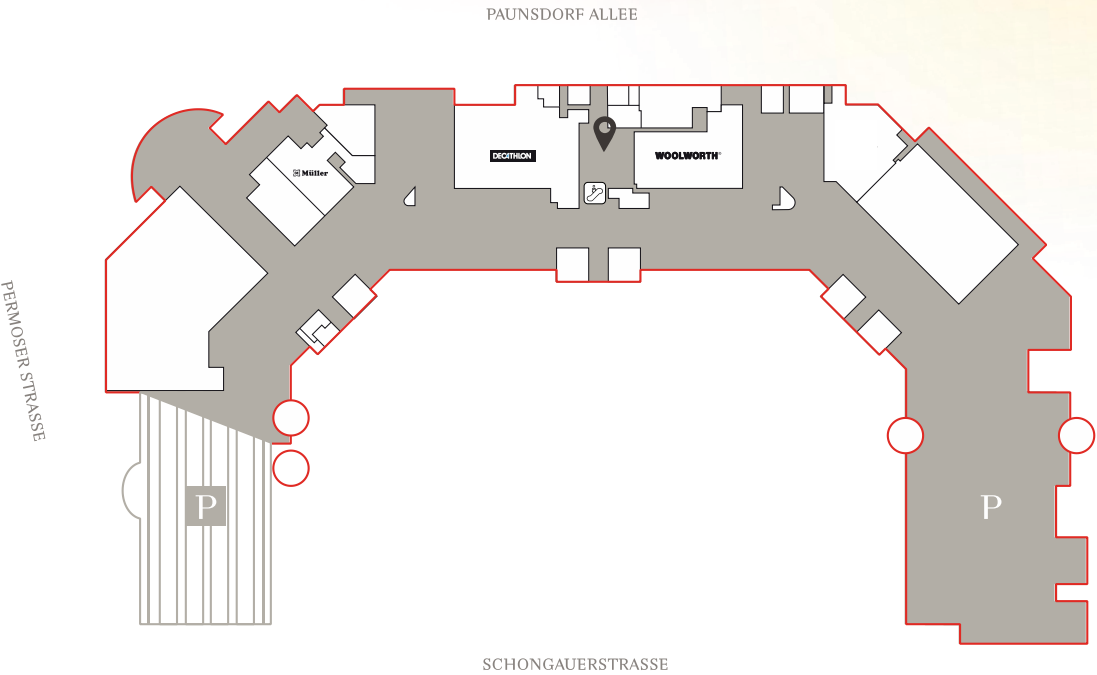 PAUNSDORF ALLEE
DECATHLON
WOOLWORTH®
Müller
PERMOSER STRASSE
P
P
SCHONGAUERSTRASSE